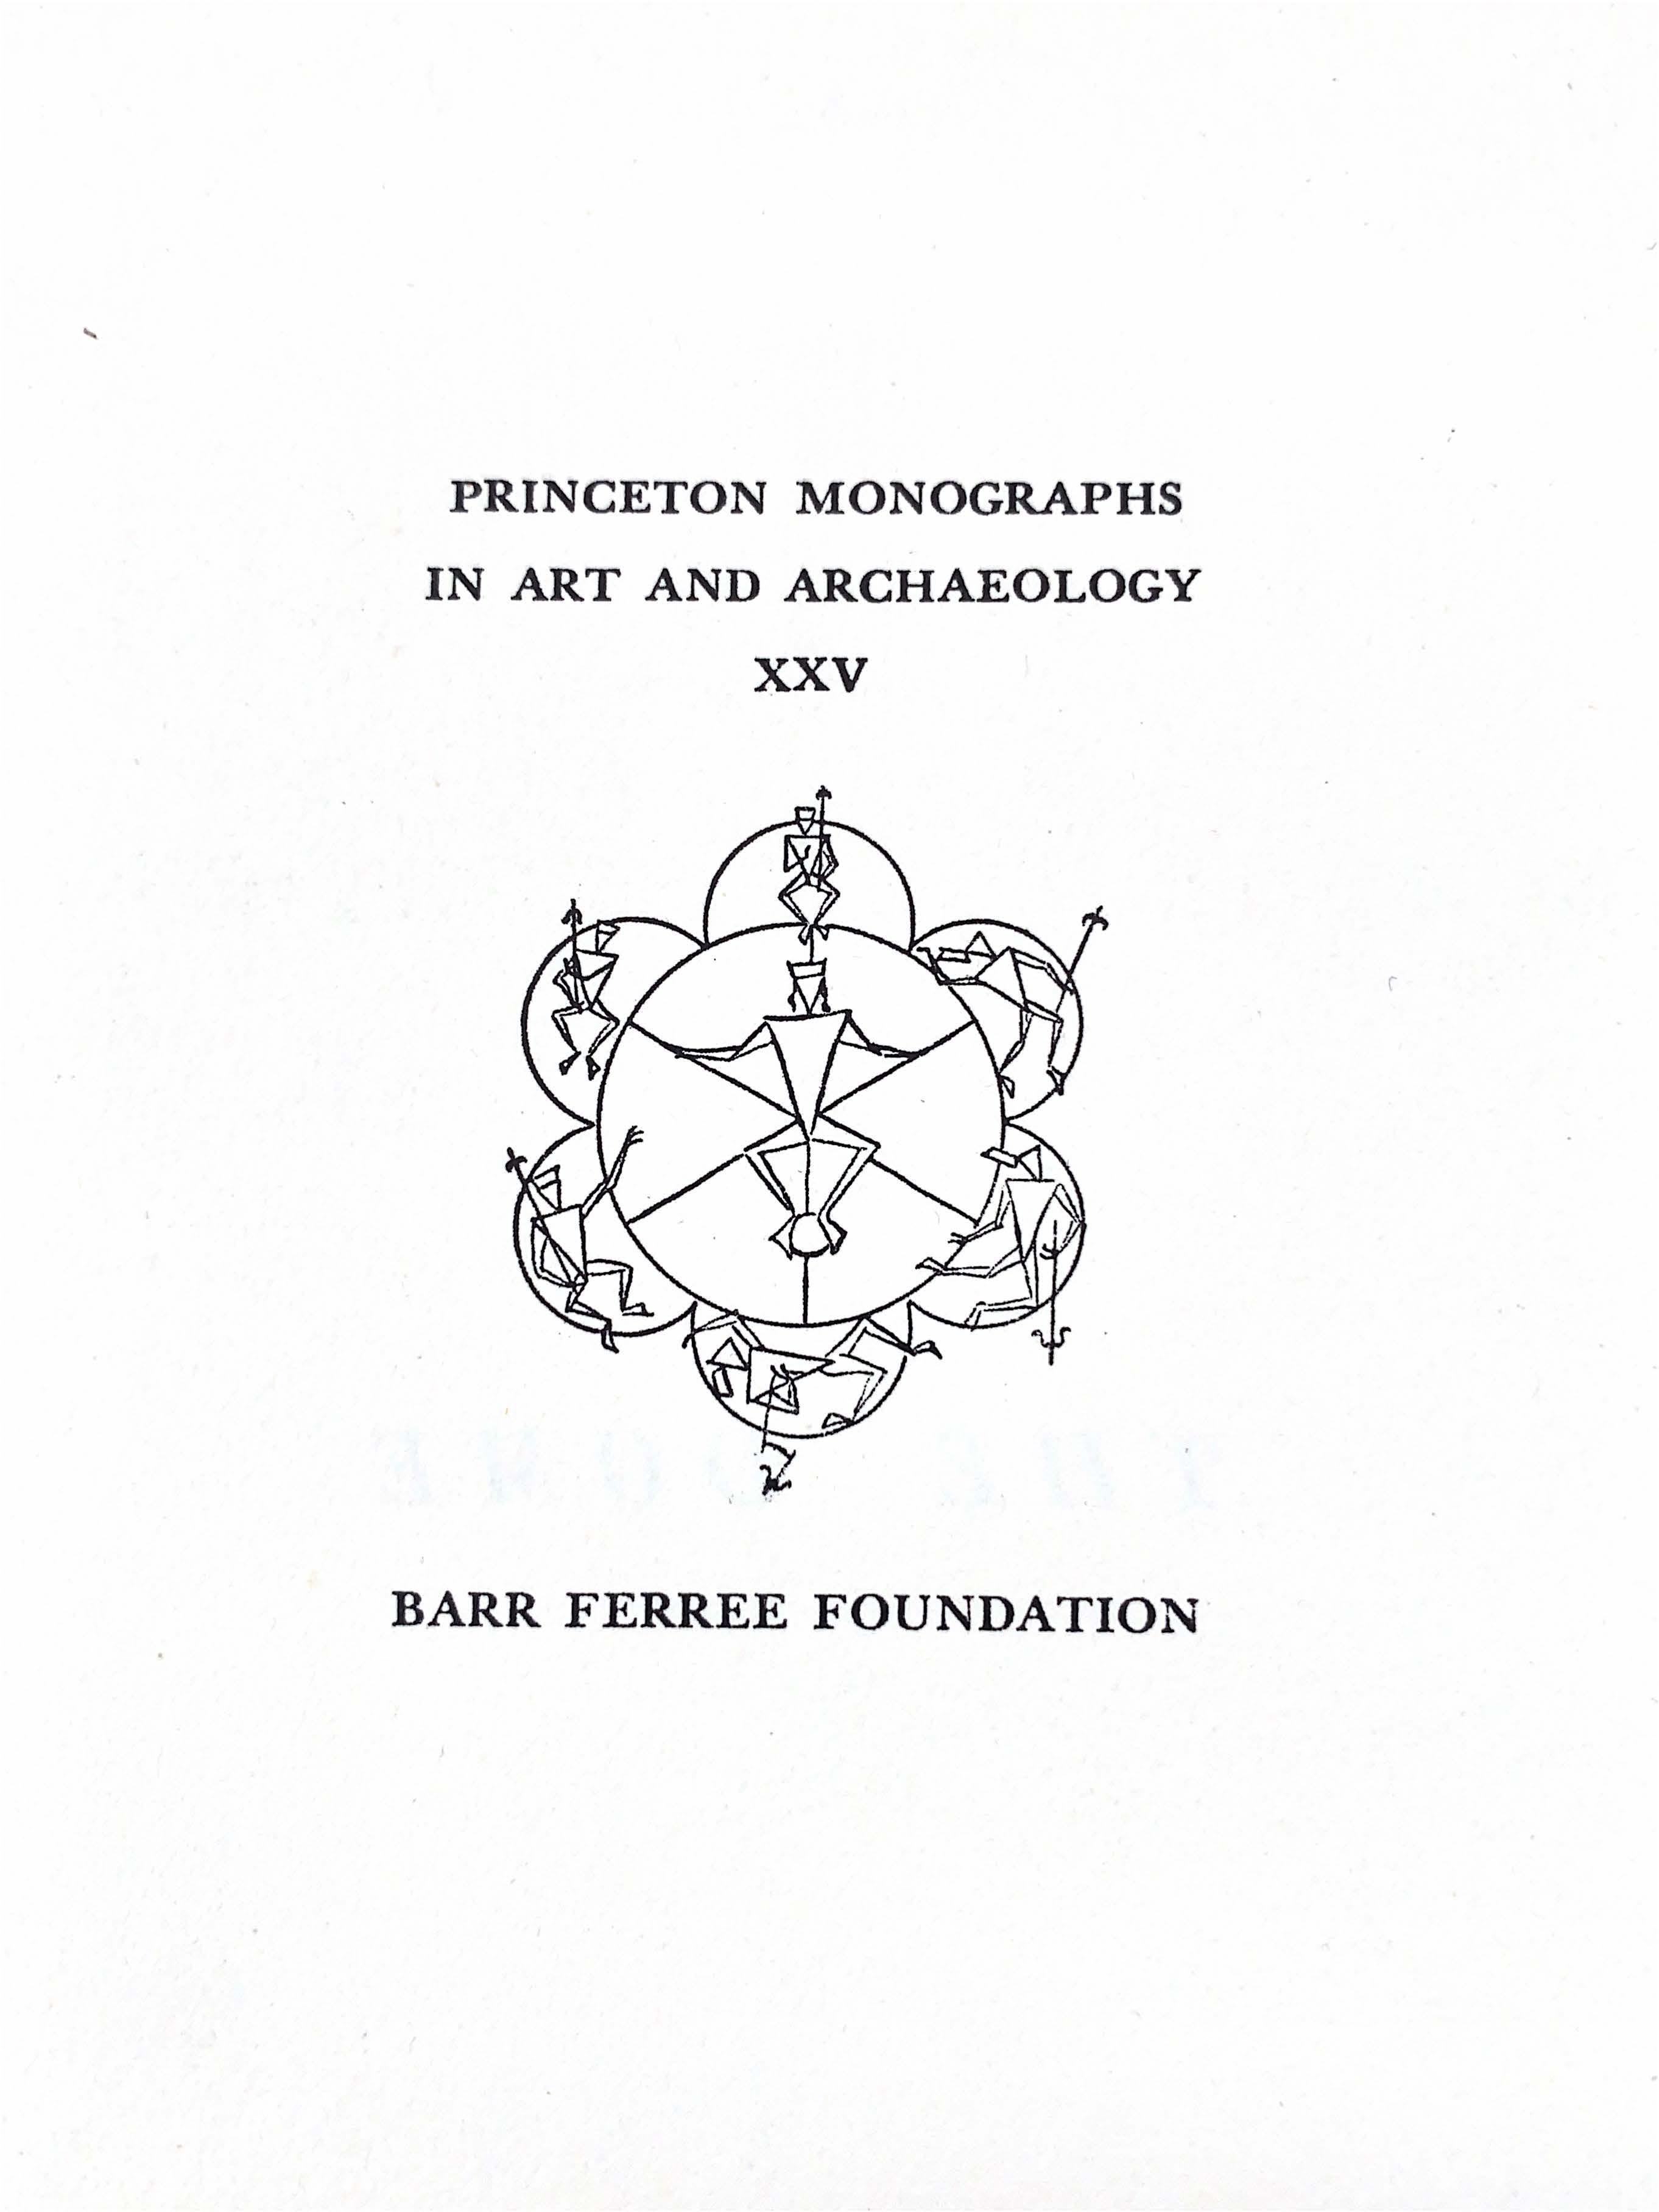 PRINCETON MONOGRAPHS
IN ART AND ARCHAEOLOGY
XXV
BARR FERREE FOUNDATION